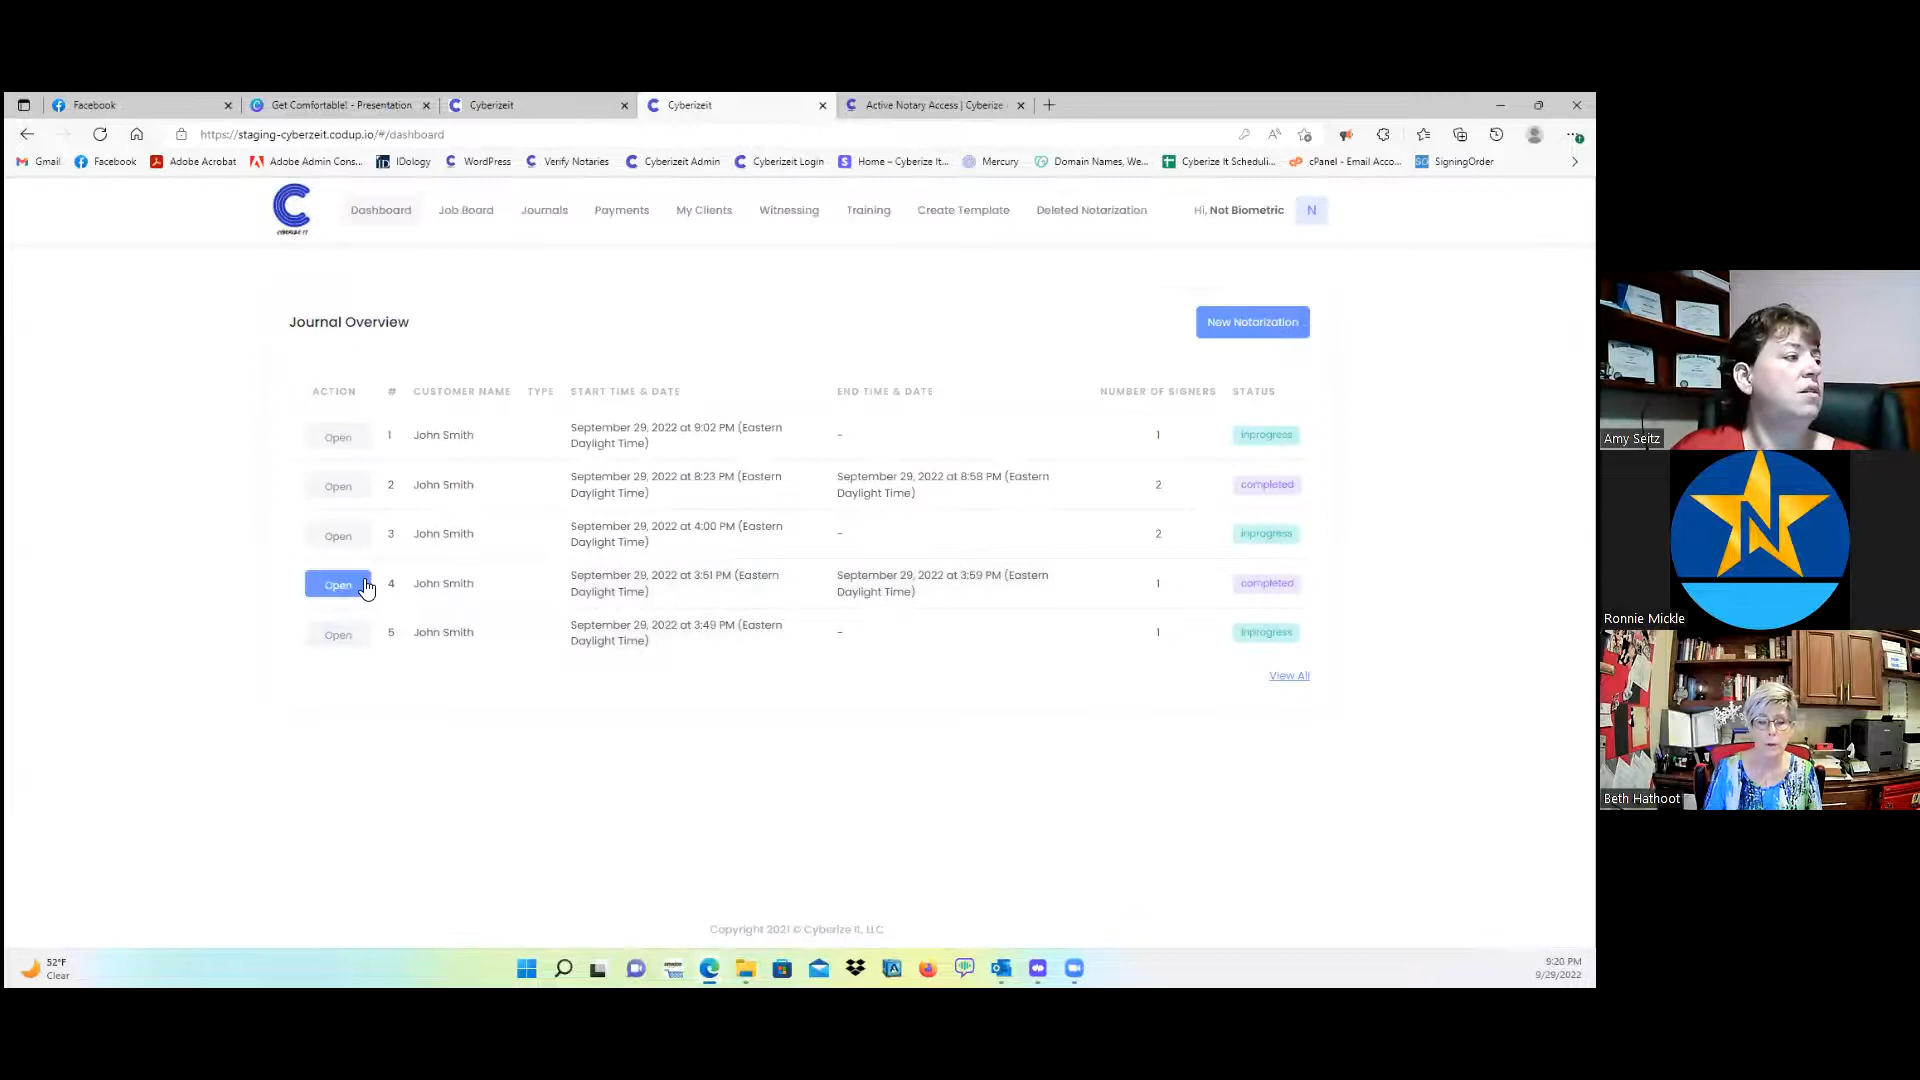 Facebook
Get Comfortable! - Presentation
Cyberizeit
Cyberizeit
Active Notary Access | Cyberize
https://staging-cyberzeit.codup.io/#/dashboard
Gmail
Facebook
Adobe Acrobat
Adobe Admin Cons...
IDology
WordPress
Verify Notaries
Cyberizeit Admin
Cyberizeit Login
Home – Cyberize It...
Mercury
Domain Names, We...
Cyberize It Scheduli...
cPanel - Email Acco...
SigningOrder
CYBERIZE IT
Dashboard
Job Board
Journals
Payments
My Clients
Witnessing
Training
Create Template
Deleted Notarization
Hi, Not Biometric
N
Journal Overview
New Notarization
ACTION # CUSTOMER NAME TYPE START TIME & DATE END TIME & DATE NUMBER OF SIGNERS STATUS
Open 1 John Smith September 29, 2022 at 9:02 PM (Eastern - 1 inprogress
Daylight Time)
Open 2 John Smith September 29, 2022 at 8:23 PM (Eastern September 29, 2022 at 8:58 PM (Eastern 2 completed
Daylight Time) Daylight Time)
Open 3 John Smith September 29, 2022 at 4:00 PM (Eastern - 2 inprogress
Daylight Time)
Open 4 John Smith September 29, 2022 at 3:51 PM (Eastern September 29, 2022 at 3:59 PM (Eastern 1 completed
Daylight Time) Daylight Time)
Open 5 John Smith September 29, 2022 at 3:49 PM (Eastern - 1 inprogress
Daylight Time)
View All
Copyright 2021 © Cyberize It, LLC
52°F
Clear
9:20 PM
9/29/2022
Amy Seitz
N
Ronnie Mickle
Beth Hathoot